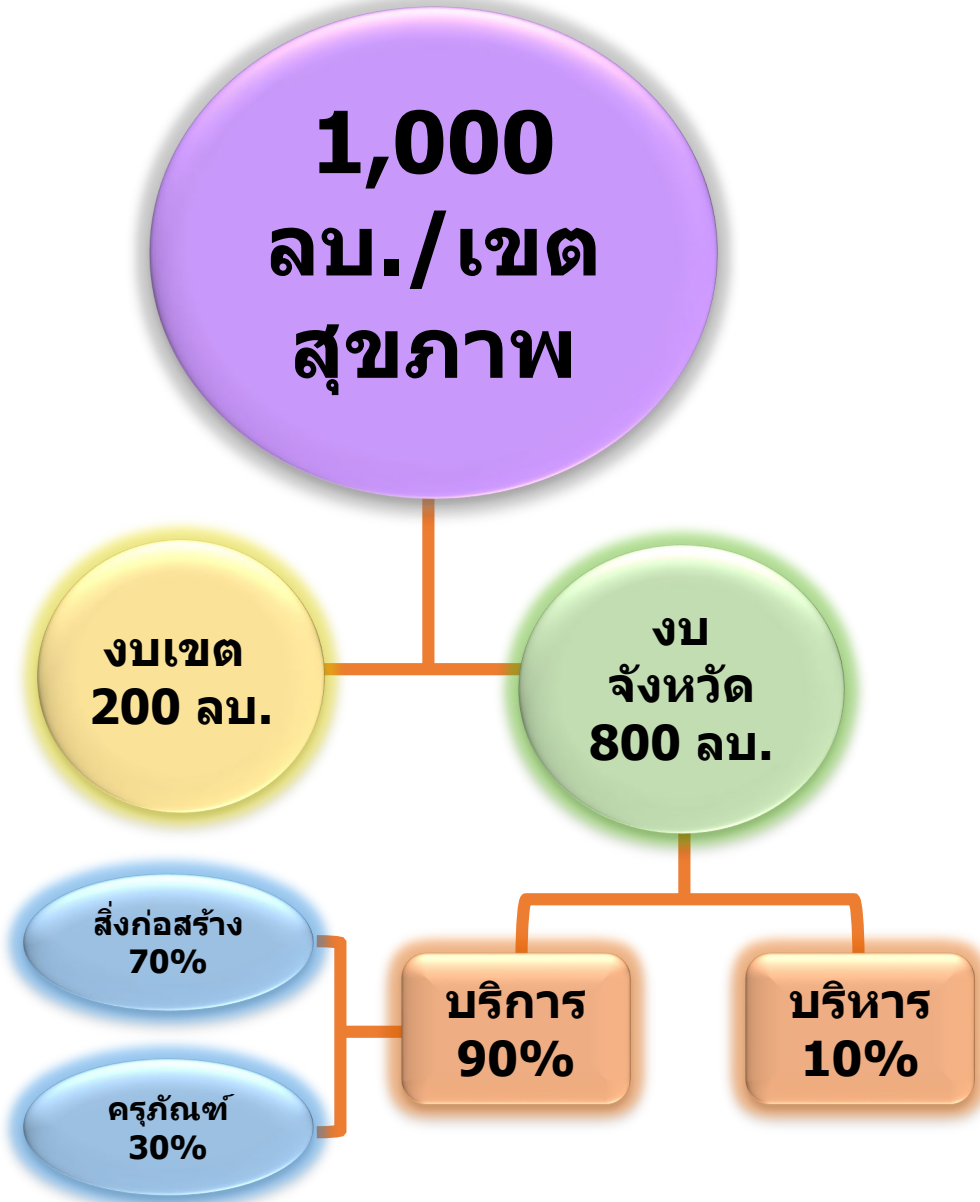 1,000
ลบ./เขต
สุขภาพ
งบเขต
200 ลบ.
งบ
จังหวัด
800 ลบ.
สิ่งก่อสร้าง
70%
บริการ
90%
บริหาร
10%
ครุภัณฑ์
30%